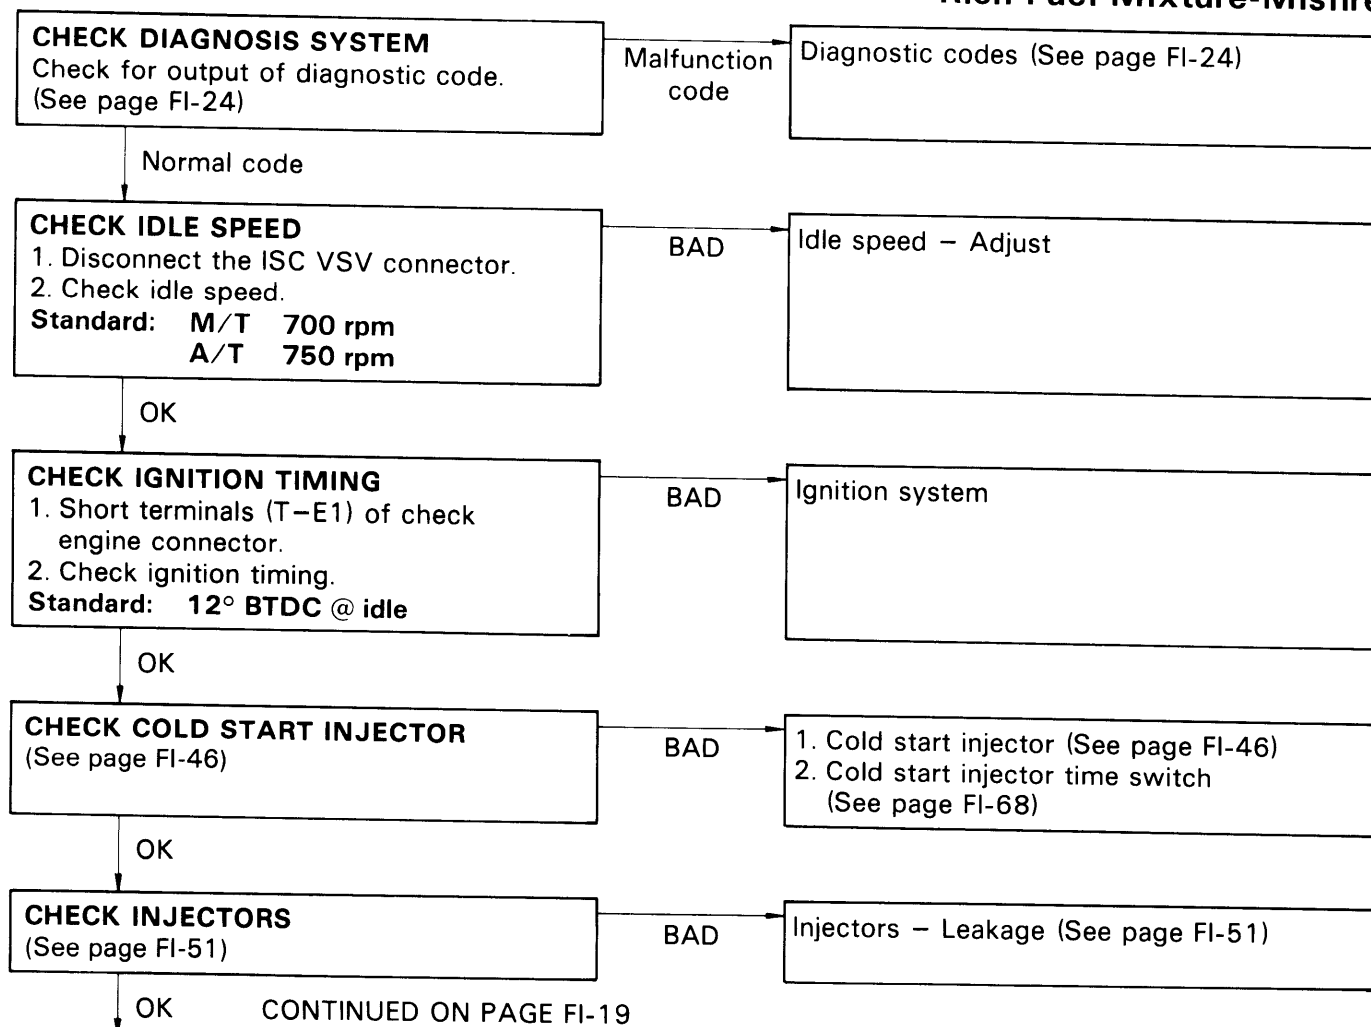 Rich Fuel Mixture-Misfire
CHECK DIAGNOSIS SYSTEM
Check for output of diagnostic code.
(See page FI-24)
Malfunction
code
Diagnostic codes (See page FI-24)
Normal code
CHECK IDLE SPEED
1. Disconnect the ISC VSV connector.
2. Check idle speed.
Standard: M/T 700 rpm
A/T 750 rpm
BAD
Idle speed – Adjust
OK
CHECK IGNITION TIMING
1. Short terminals (T–E1) of check
engine connector.
2. Check ignition timing.
Standard: 12° BTDC @ idle
BAD
Ignition system
OK
CHECK COLD START INJECTOR
(See page FI-46)
BAD
1. Cold start injector (See page FI-46)
2. Cold start injector time switch
(See page FI-68)
OK
CHECK INJECTORS
(See page FI-51)
BAD
Injectors – Leakage (See page FI-51)
OK CONTINUED ON PAGE FI-19